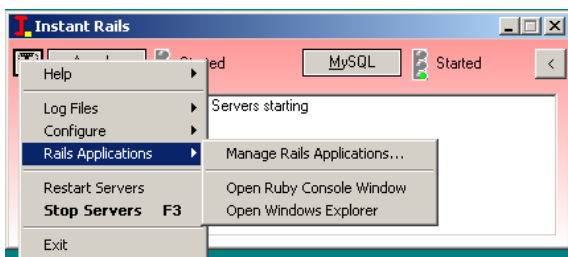 Instant Rails
MySQL Started <
Help
Log Files
Servers starting
Configure
Rails Applications
Manage Rails Applications...
Restart Servers
Open Ruby Console Window
Stop Servers F3
Open Windows Explorer
Exit